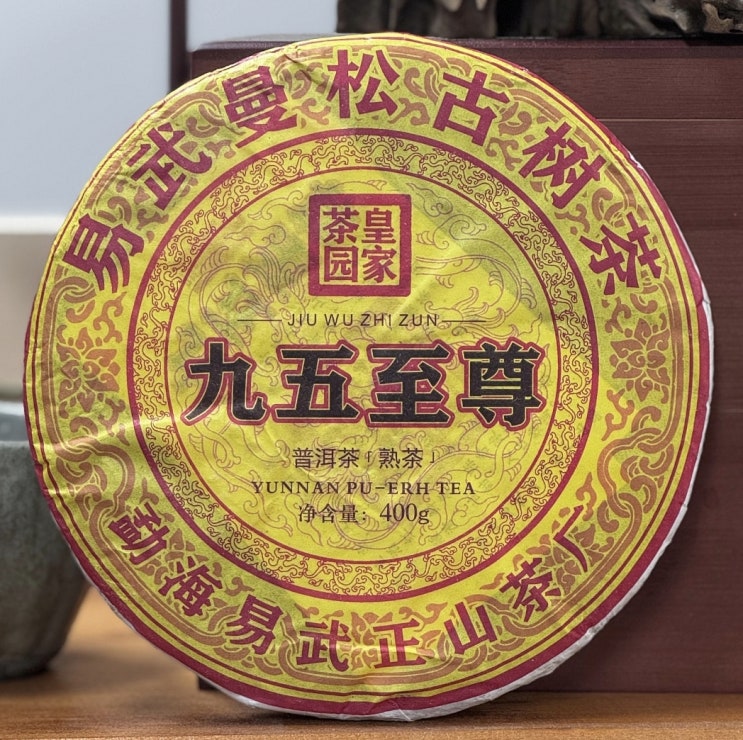 易武曼松古树茶
皇家
茶园
JIU WU ZHI ZUN
九五至尊
普洱茶「熟茶」
YUNNAN PU-ERH TEA
净含量：400g
勐海易武正山茶厂